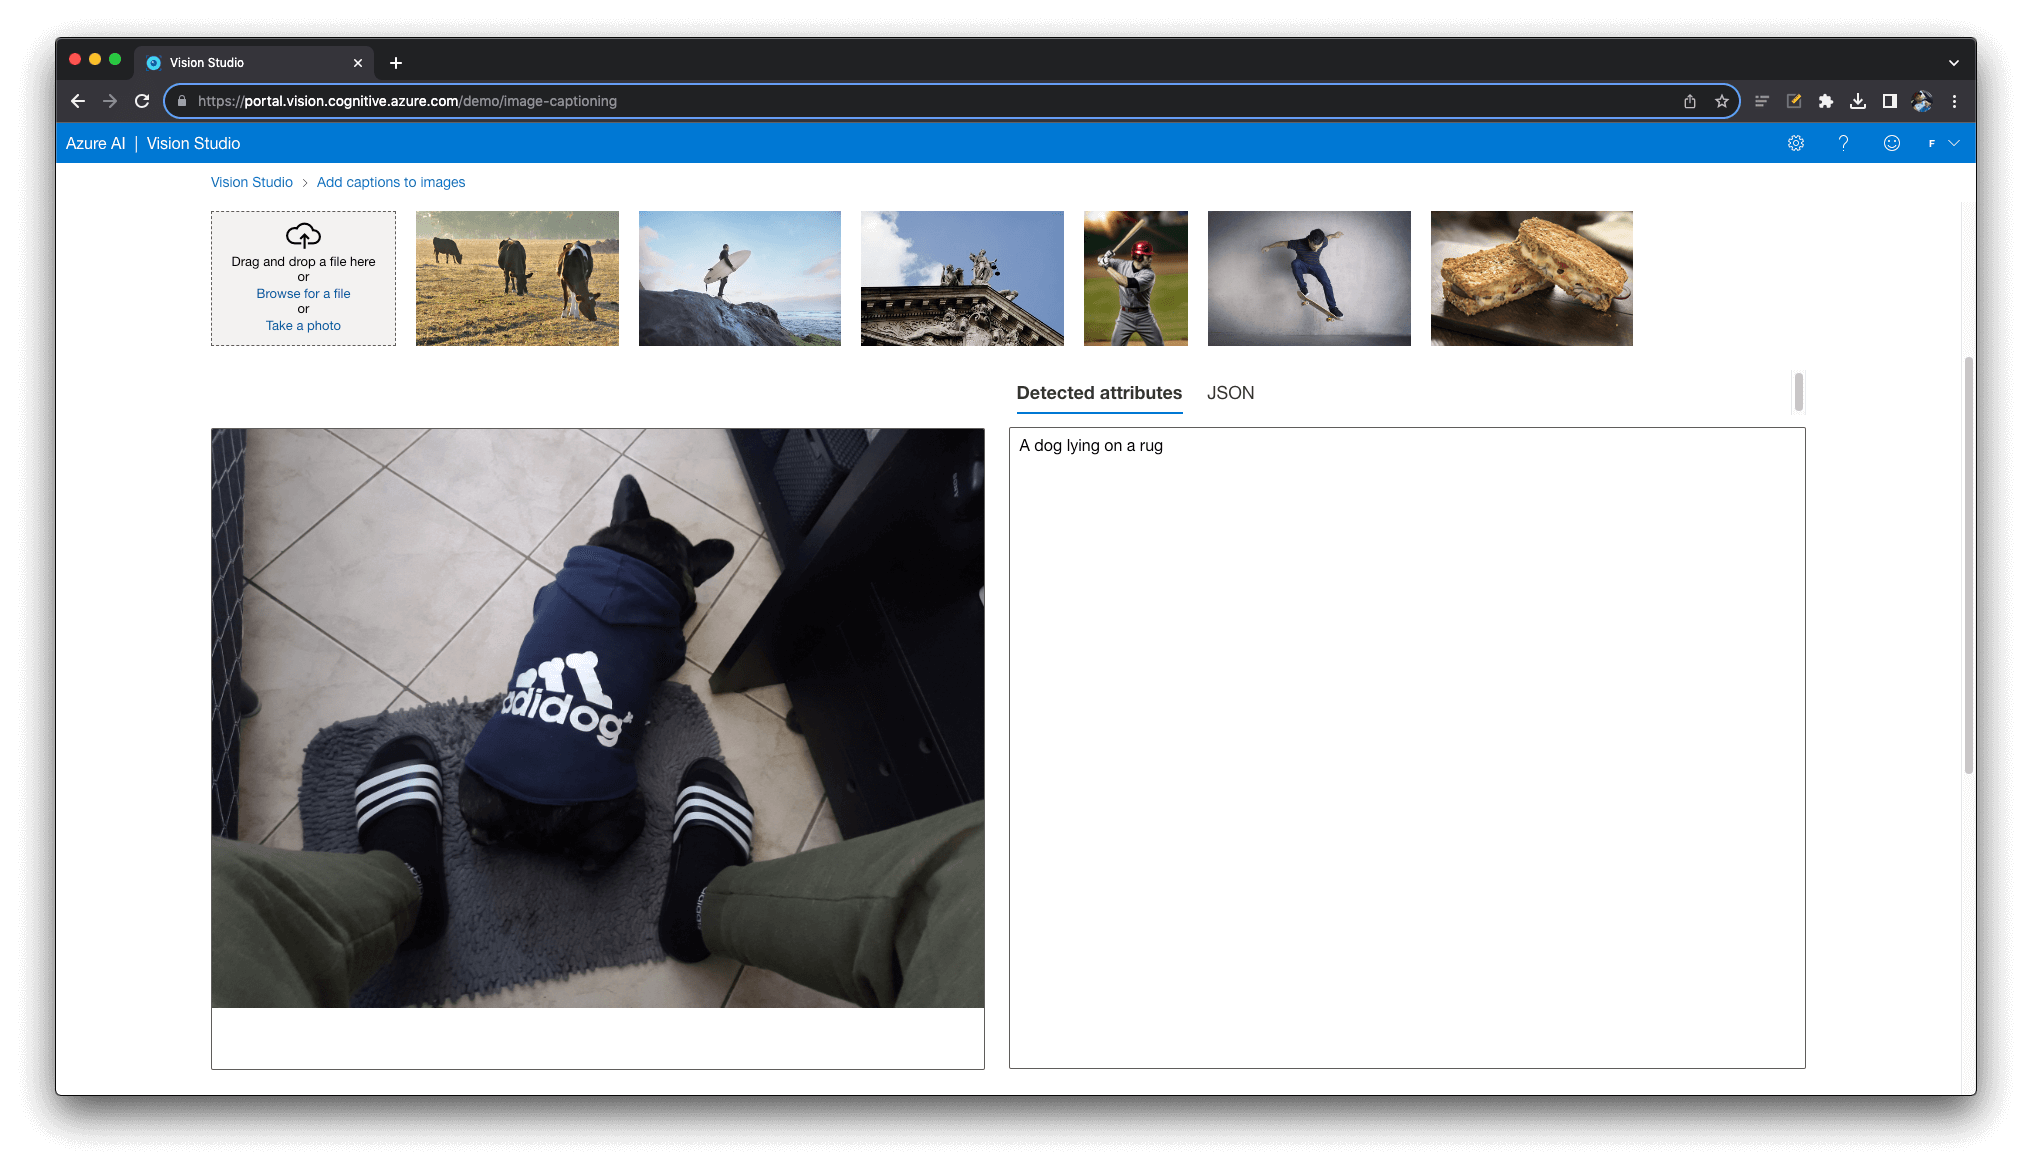 Vision Studio
https://portal.vision.cognitive.azure.com/demo/image-captioning
Azure AI | Vision Studio
F
Vision Studio > Add captions to images
Drag and drop a file here
or
Browse for a file
or
Take a photo
Detected attributes
JSON
A dog lying on a rug
adidog